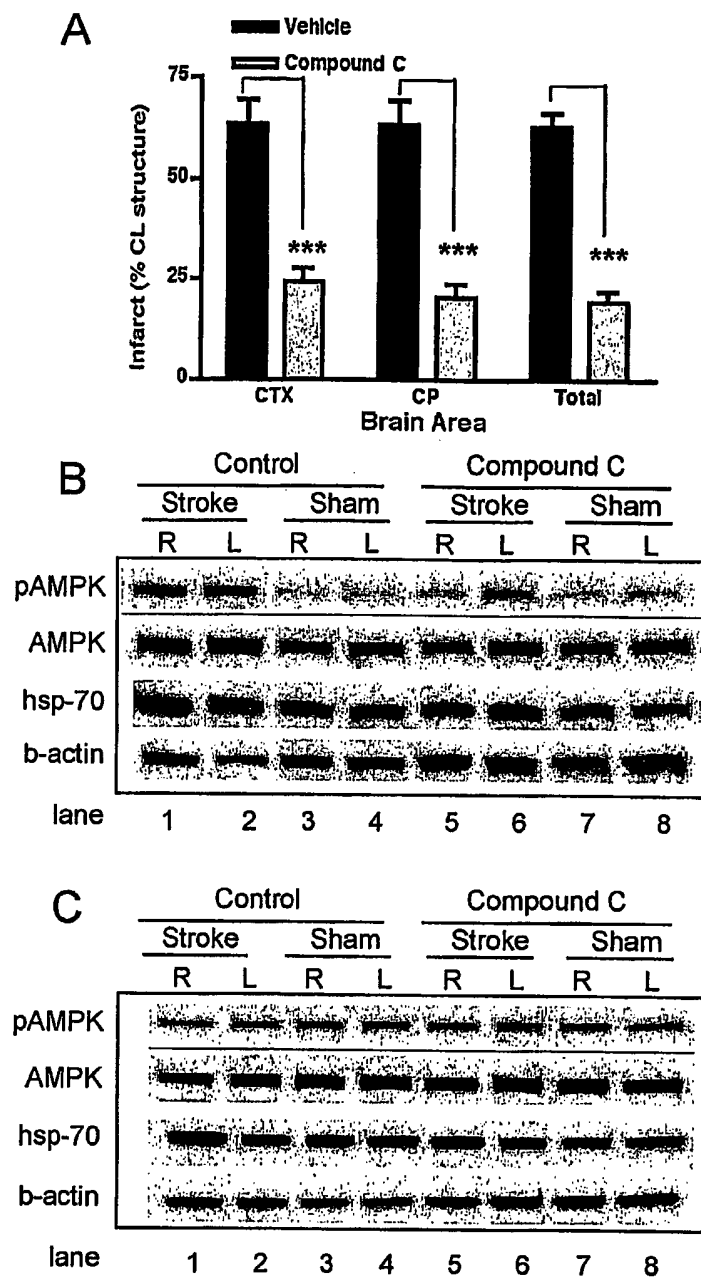 A
Vehicle
Compound C
Infarct (% CL structure)
75
50
25
0
*** *** ***
CTX CP Total
Brain Area
B
Control Compound C
Stroke Sham Stroke Sham
R L R L R L R L
pAMPK
AMPK
hsp-70
b-actin
lane 1 2 3 4 5 6 7 8
C
Control Compound C
Stroke Sham Stroke Sham
R L R L R L R L
pAMPK
AMPK
hsp-70
b-actin
lane 1 2 3 4 5 6 7 8